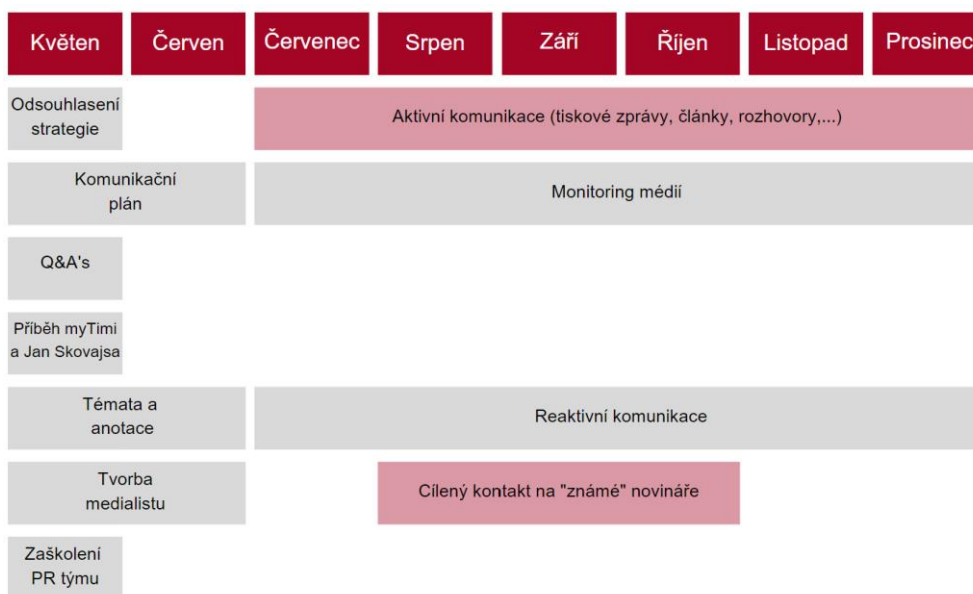 Květen
Červen
Červenec
Srpen
Září
Říjen
Listopad
Prosinec
Odsouhlasení
strategie
Aktivní komunikace (tiskové zprávy, články, rozhovory,...)
Komunikační
plán
Monitoring médií
Q&A's
Příběh myTimi
a Jan Skovajsa
Témata a
anotace
Reaktivní komunikace
Tvorba
medialistu
Cílený kontakt na "známé" novináře
Zaškolení
PR týmu